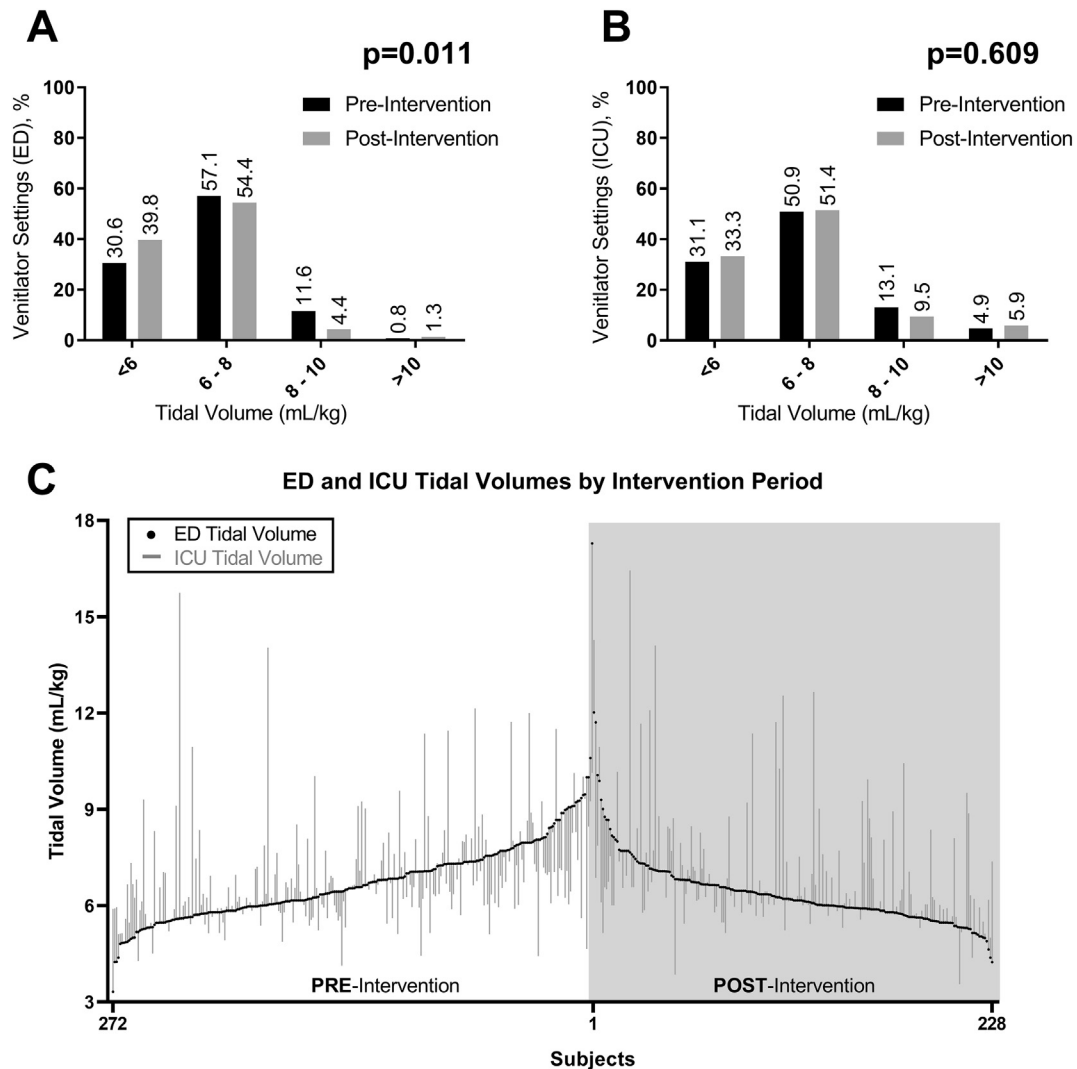 A
p=0.011
Venitlator Settings (ED), %
100
80
60
40
20
0
Pre-Intervention
Post-Intervention
30.6
39.8
57.1
54.4
11.6
4.4
0.8
1.3
<6
6 - 8
8 - 10
>10
Tidal Volume (mL/kg)
B
p=0.609
Venitlator Settings (ICU), %
100
80
60
40
20
0
Pre-Intervention
Post-Intervention
31.1
33.3
50.9
51.4
13.1
9.5
4.9
5.9
<6
6 - 8
8 - 10
>10
Tidal Volume (mL/kg)
C
ED and ICU Tidal Volumes by Intervention Period
Tidal Volume (mL/kg)
18
15
12
9
6
3
ED Tidal Volume
ICU Tidal Volume
PRE-Intervention
POST-Intervention
272
1
228
Subjects